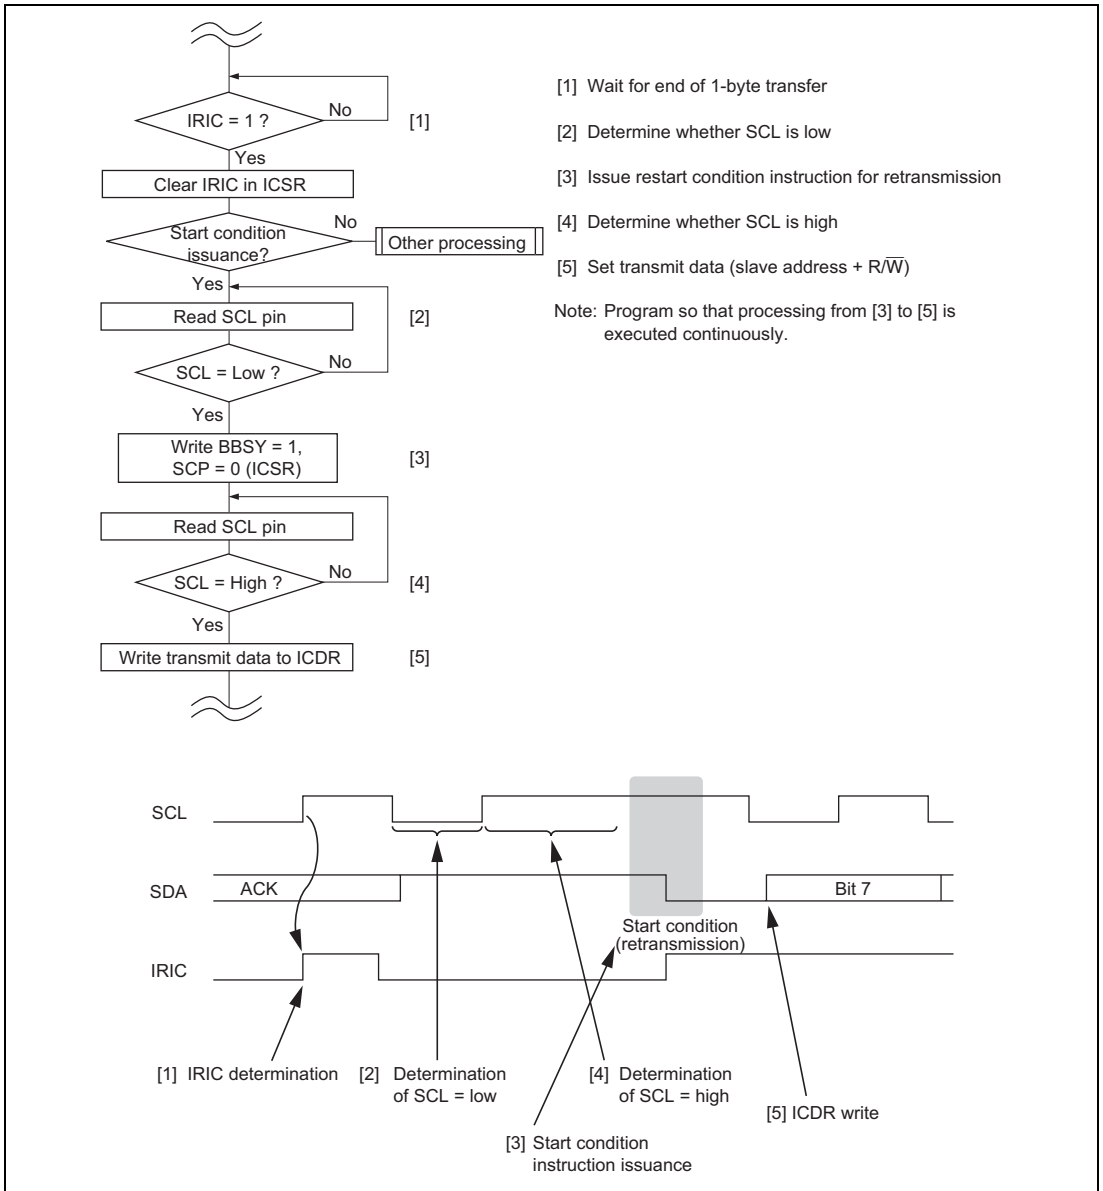 IRIC = 1 ?
No
[1]
Yes
Clear IRIC in ICSR
Start condition
issuance?
No
Other processing
Yes
Read SCL pin
[2]
SCL = Low ?
No
Yes
Write BBSY = 1,
SCP = 0 (ICSR)
[3]
Read SCL pin
SCL = High ?
No
[4]
Yes
Write transmit data to ICDR
[5]
[1] Wait for end of 1-byte transfer
[2] Determine whether SCL is low
[3] Issue restart condition instruction for retransmission
[4] Determine whether SCL is high
[5] Set transmit data (slave address + R/W̅)
Note: Program so that processing from [3] to [5] is
executed continuously.
SCL
SDA
ACK
Bit 7
Start condition
(retransmission)
IRIC
[1] IRIC determination
[2] Determination
of SCL = low
[4] Determination
of SCL = high
[5] ICDR write
[3] Start condition
instruction issuance